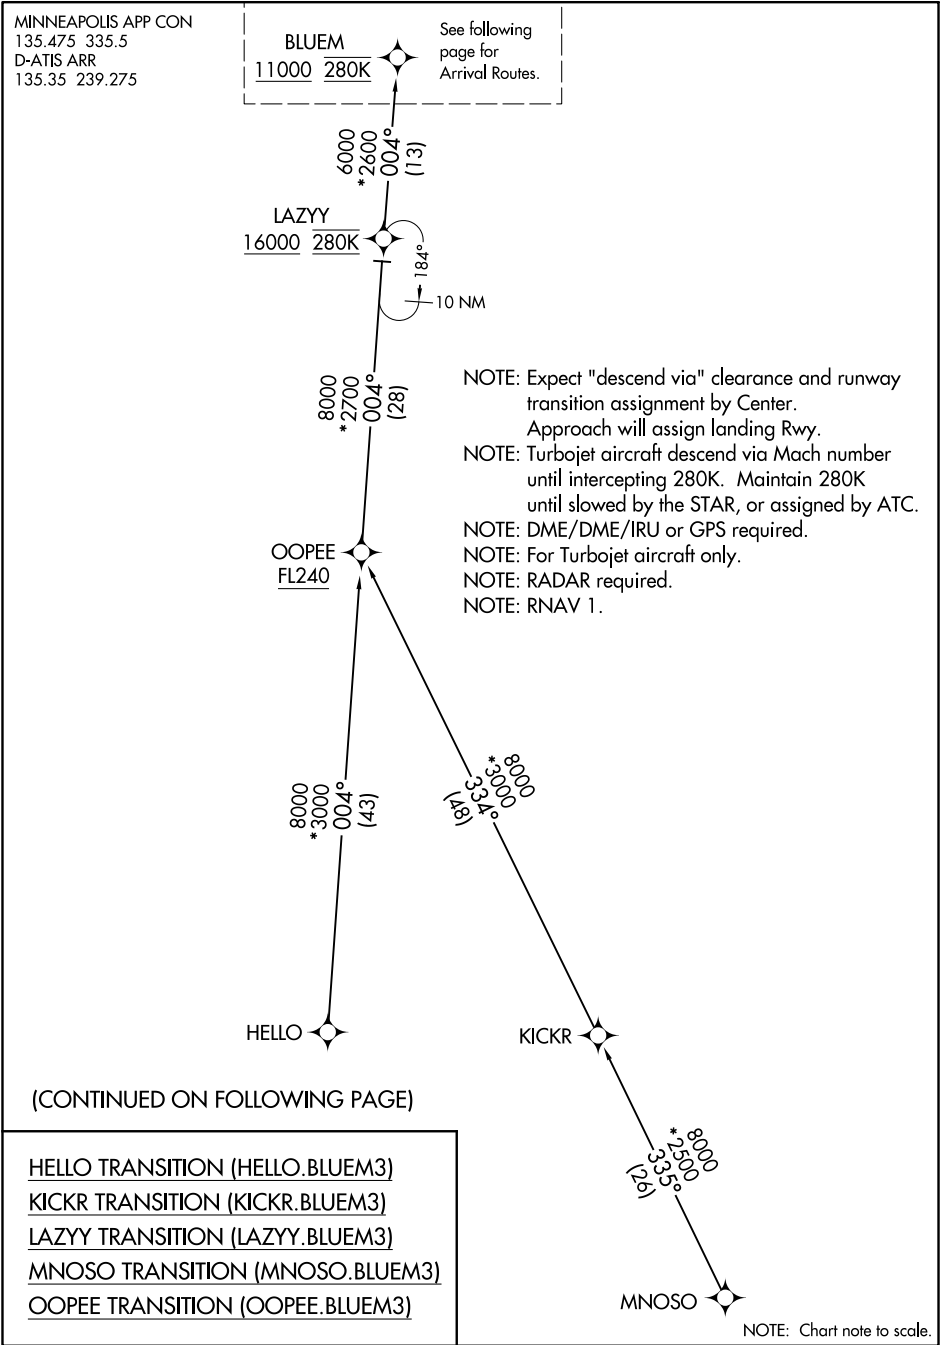 MINNEAPOLIS APP CON
135.475 335.5
D-ATIS ARR
135.35 239.275
BLUEM
11000 280K
See following
page for
Arrival Routes.
6000
*2600
004°
(13)
LAZYY
16000 280K
184°
10 NM
8000
*2700
004°
(28)
NOTE: Expect "descend via" clearance and runway
transition assignment by Center.
Approach will assign landing Rwy.
NOTE: Turbojet aircraft descend via Mach number
until intercepting 280K. Maintain 280K
until slowed by the STAR, or assigned by ATC.
NOTE: DME/DME/IRU or GPS required.
NOTE: For Turbojet aircraft only.
NOTE: RADAR required.
NOTE: RNAV 1.
OOPEE
FL240
8000
*3000
004°
(43)
8000
*3000
334°
(48)
HELLO
KICKR
(CONTINUED ON FOLLOWING PAGE)
8000
*2500
335°
(26)
HELLO TRANSITION (HELLO.BLUEM3)
KICKR TRANSITION (KICKR.BLUEM3)
LAZYY TRANSITION (LAZYY.BLUEM3)
MNOSO TRANSITION (MNOSO.BLUEM3)
OOPEE TRANSITION (OOPEE.BLUEM3)
MNOSO
NOTE: Chart note to scale.